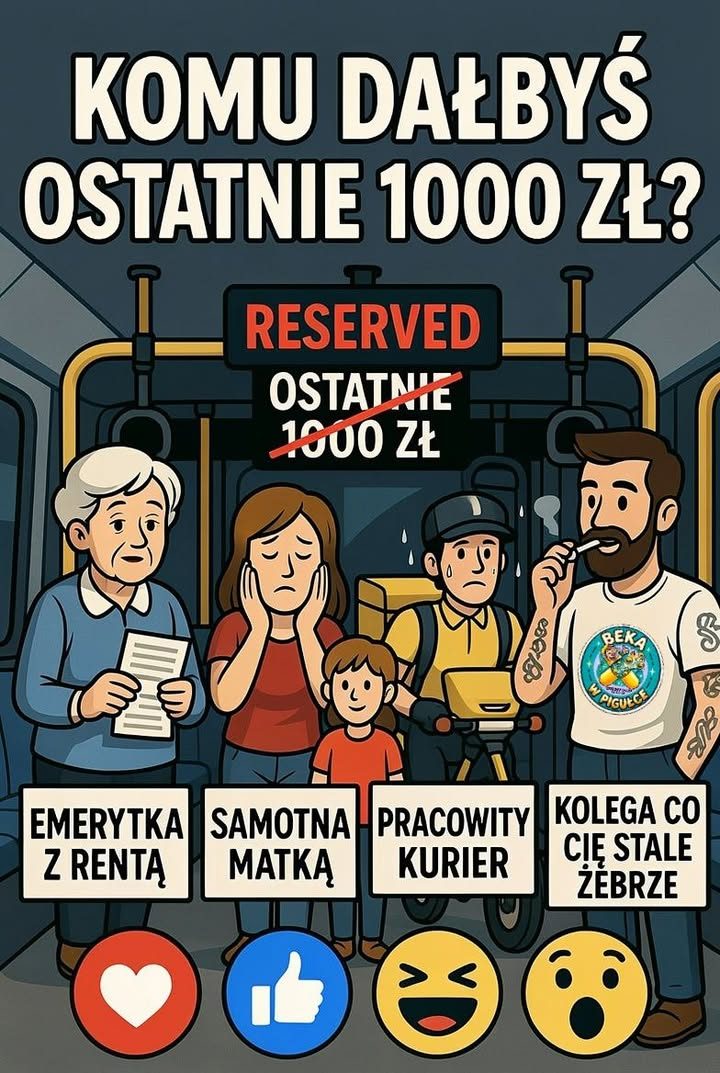 KOMU DAŁBYŚ
OSTATNIE 1000 ZŁ?
RESERVED
OSTATNIE
1000 ZŁ
BEKA
W PIGUŁCE
EMERYTKA
Z RENTĄ
SAMOTNA
MATKĄ
PRACOWITY
KURIER
KOLEGA CO
CIĘ STALE
ŻEBRZE